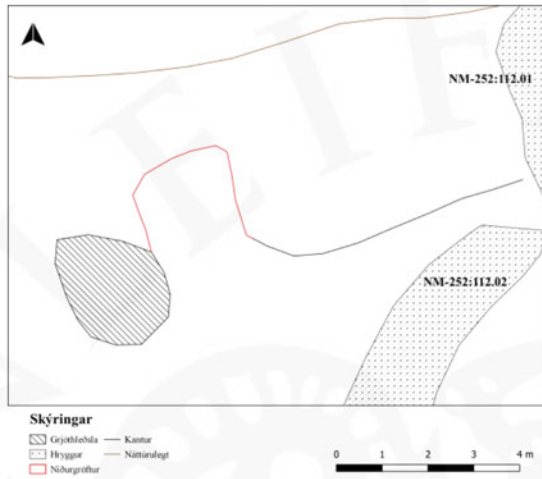 NM-252:112.01
NM-252:112.02
Skýringar
Grjóthleðsla Kantur
Hryggur Náttúrulegt
Niðurgröftur
0 1 2 3 4 m